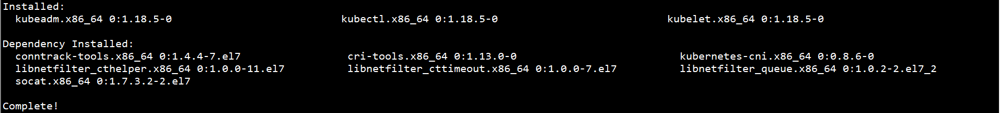 Installed:
kubeadm.x86_64 0:1.18.5-0 kubectl.x86_64 0:1.18.5-0 kubelet.x86_64 0:1.18.5-0
Dependency Installed:
conntrack-tools.x86_64 0:1.4.4-7.el7 cri-tools.x86_64 0:1.13.0-0 kubernetes-cni.x86_64 0:0.8.6-0
libnetfilter_cthelper.x86_64 0:1.0.0-11.el7 libnetfilter_cttimeout.x86_64 0:1.0.0-7.el7 libnetfilter_queue.x86_64 0:1.0.2-2.el7_2
socat.x86_64 0:1.7.3.2-2.el7
Complete!